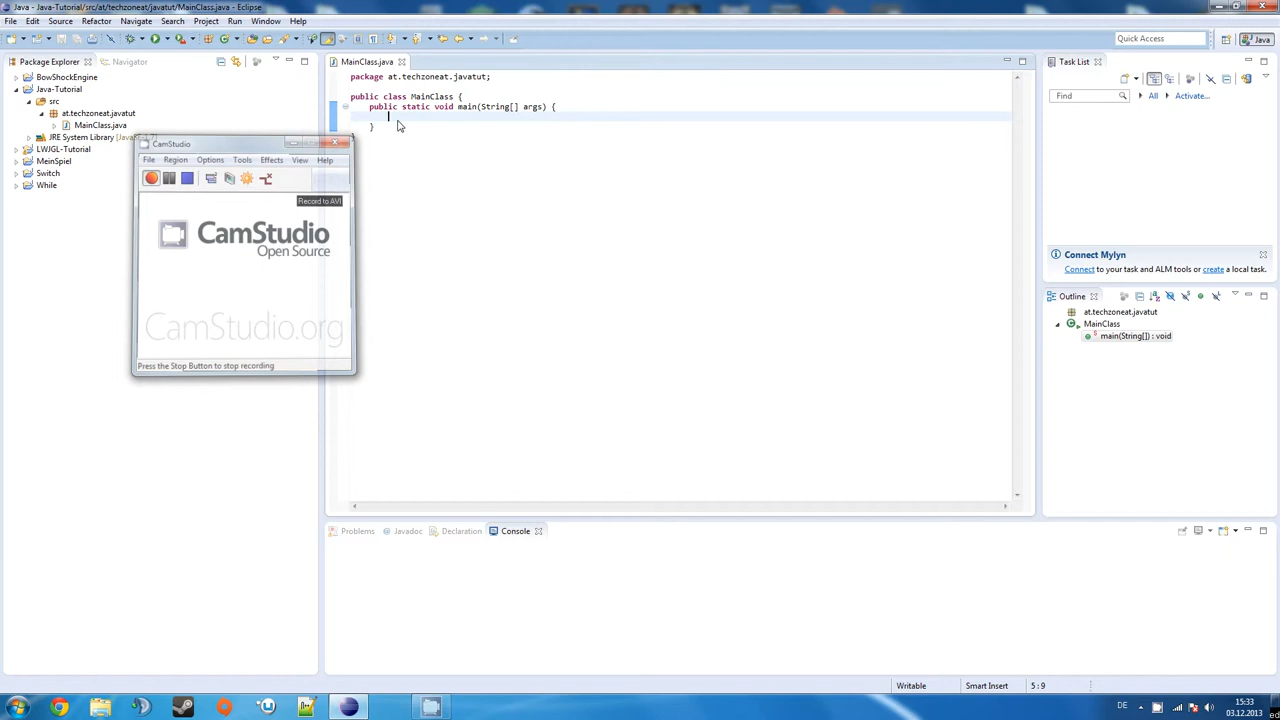 Java - Java-Tutorial/src/at/techzoneat/javatut/MainClass.java - Eclipse
File Edit Source Refactor Navigate Search Project Run Window Help
Quick Access
Java
Package Explorer
Navigator
BowShockEngine
Java-Tutorial
src
at.techzoneat.javatut
MainClass.java
JRE System Library
LWJGL-Tutorial
MeinSpiel
Switch
While
MainClass.java
package at.techzoneat.javatut;
public class MainClass {
public static void main(String[] args) {
}
}
CamStudio
File Region Options Tools Effects View Help
Record to AVI
CamStudio
Open Source
CamStudio.org
Press the Stop Button to stop recording
Task List
Find
All
Activate...
Connect Mylyn
Connect to your task and ALM tools or create a local task.
Outline
at.techzoneat.javatut
MainClass
main(String[]) : void
Problems
Javadoc
Declaration
Console
Writable
Smart Insert
5 : 9
DE
15:33
03.12.2013